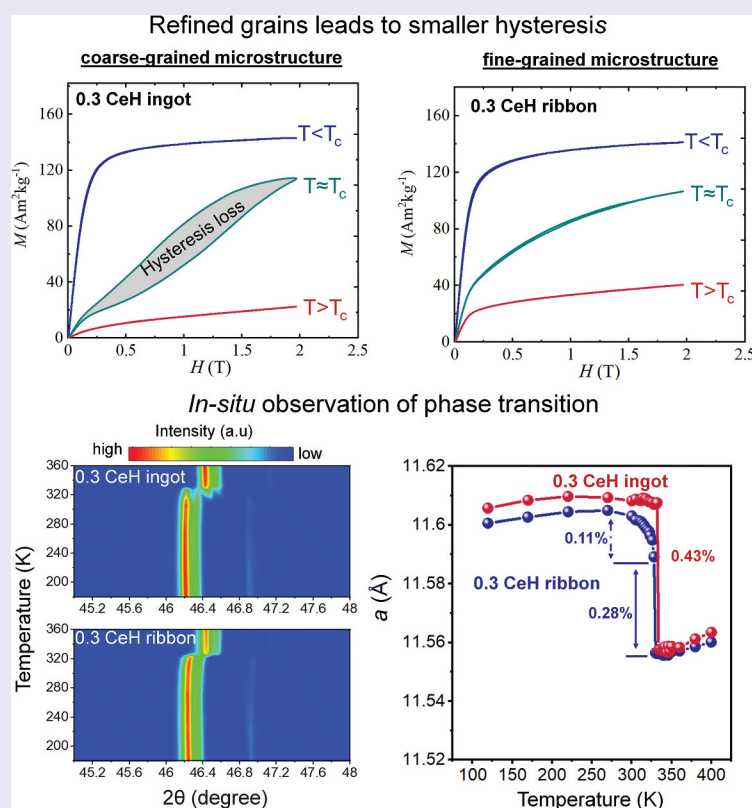 Refined grains leads to smaller hysteresis
coarse-grained microstructure
fine-grained microstructure
0.3 CeH ingot
T<Tc
T≈Tc
Hysteresis loss
T>Tc
M (Am²kg⁻¹)
160
120
80
40
0
0 0.5 1 1.5 2 2.5
H (T)
0.3 CeH ribbon
T<Tc
T≈Tc
T>Tc
M (Am²kg⁻¹)
160
120
80
40
0
0 0.5 1 1.5 2 2.5
H (T)
In-situ observation of phase transition
Intensity (a.u)
high low
0.3 CeH ingot
360
320
280
240
200
45.2 45.6 46 46.4 46.8 47.2 47.6 48
0.3 CeH ribbon
360
320
280
240
200
45.2 45.6 46 46.4 46.8 47.2 47.6 48
Temperature (K)
2θ (degree)
11.62
11.6
11.58
11.56
11.54
11.52
a (Å)
0.3 CeH ingot
0.11%
0.43%
0.3 CeH ribbon
0.28%
100 150 200 250 300 350 400
Temperature (K)